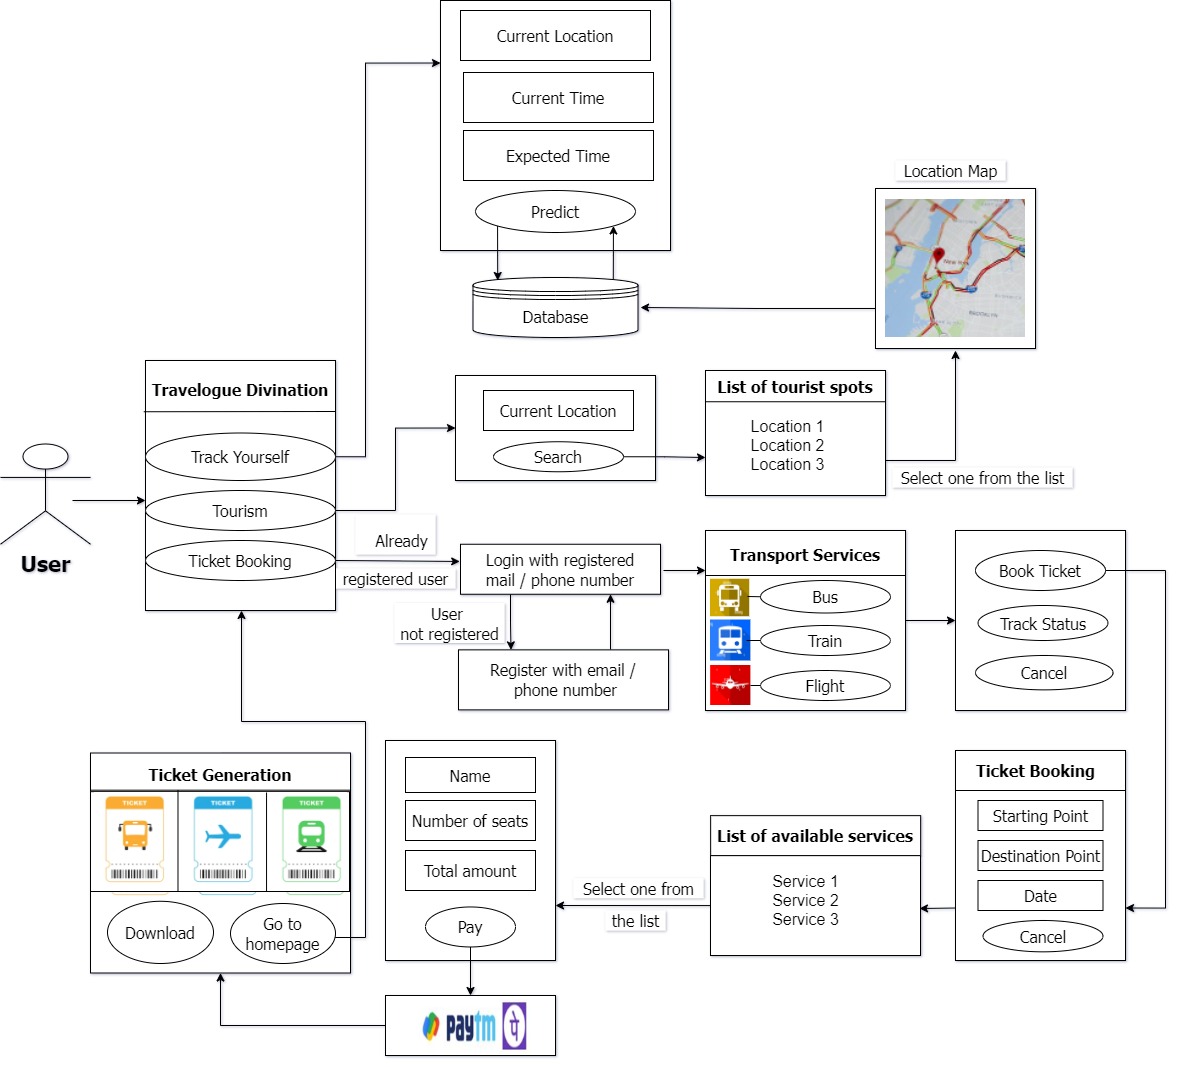 Current Location
Current Time
Expected Time
Predict
Database
Location Map
New York
BROOKLYN
Travelogue Divination
Track Yourself
Tourism
Ticket Booking
User
Current Location
Search
List of tourist spots
Location 1
Location 2
Location 3
Select one from the list
Already
registered user
Login with registered
mail / phone number
User
not registered
Register with email /
phone number
Transport Services
Bus
Train
Flight
Book Ticket
Track Status
Cancel
Ticket Booking
Starting Point
Destination Point
Date
Cancel
List of available services
Service 1
Service 2
Service 3
Select one from
the list
Name
Number of seats
Total amount
Pay
paytm
पे
Ticket Generation
TICKET
TICKET
TICKET
Download
Go to
homepage